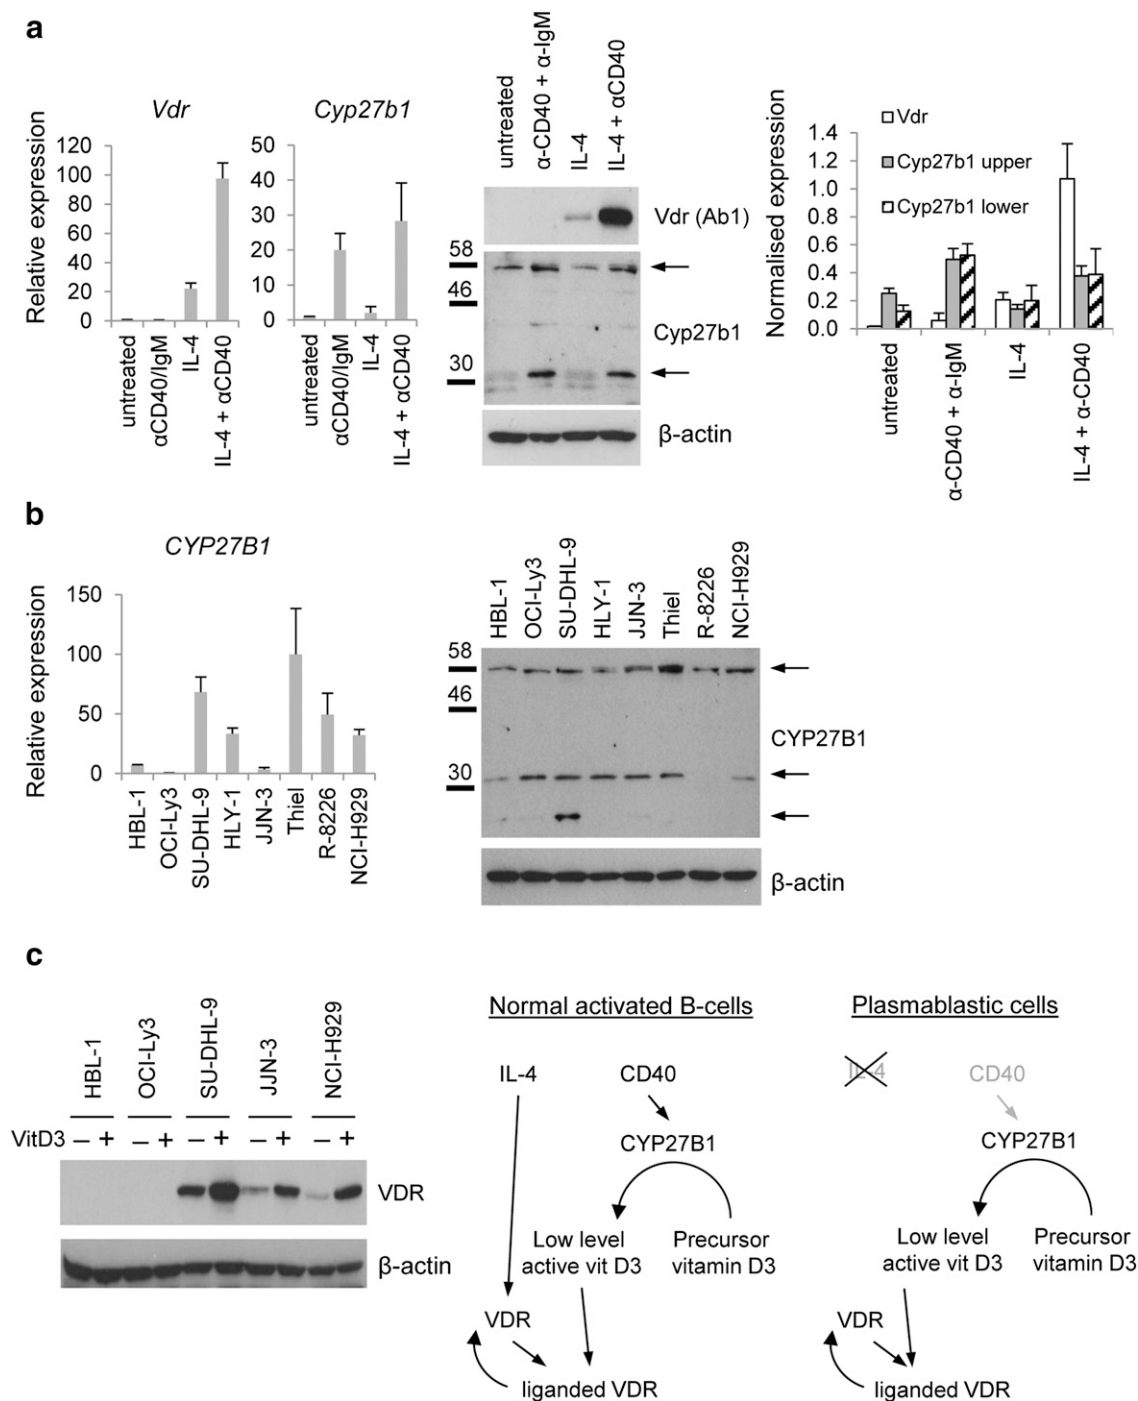 a
Vdr
Relative expression
120
100
80
60
40
20
0
untreated
αCD40/IgM
IL-4
IL-4 + αCD40
Cyp27b1
50
40
30
20
10
0
untreated
αCD40/IgM
IL-4
IL-4 + αCD40
untreated
α-CD40 + α-IgM
IL-4
IL-4 + αCD40
Vdr (Ab1)
58
46
Cyp27b1
30
β-actin
Normalised expression
1.4
1.2
1.0
0.8
0.6
0.4
0.2
0.0
Vdr
Cyp27b1 upper
Cyp27b1 lower
untreated
α-CD40 + α-IgM
IL-4
IL-4 + α-CD40
b
CYP27B1
Relative expression
150
100
50
0
HBL-1
OCI-Ly3
SU-DHL-9
HLY-1
JJN-3
Thiel
R-8226
NCI-H929
HBL-1
OCI-Ly3
SU-DHL-9
HLY-1
JJN-3
Thiel
R-8226
NCI-H929
58
46
CYP27B1
30
β-actin
c
HBL-1
OCI-Ly3
SU-DHL-9
JJN-3
NCI-H929
VitD3 – + – + – + – + – +
VDR
β-actin
Normal activated B-cells
IL-4
CD40
CYP27B1
Low level
active vit D3
Precursor
vitamin D3
VDR
liganded VDR
Plasmablastic cells
IL-4
CD40
CYP27B1
Low level
active vit D3
Precursor
vitamin D3
VDR
liganded VDR